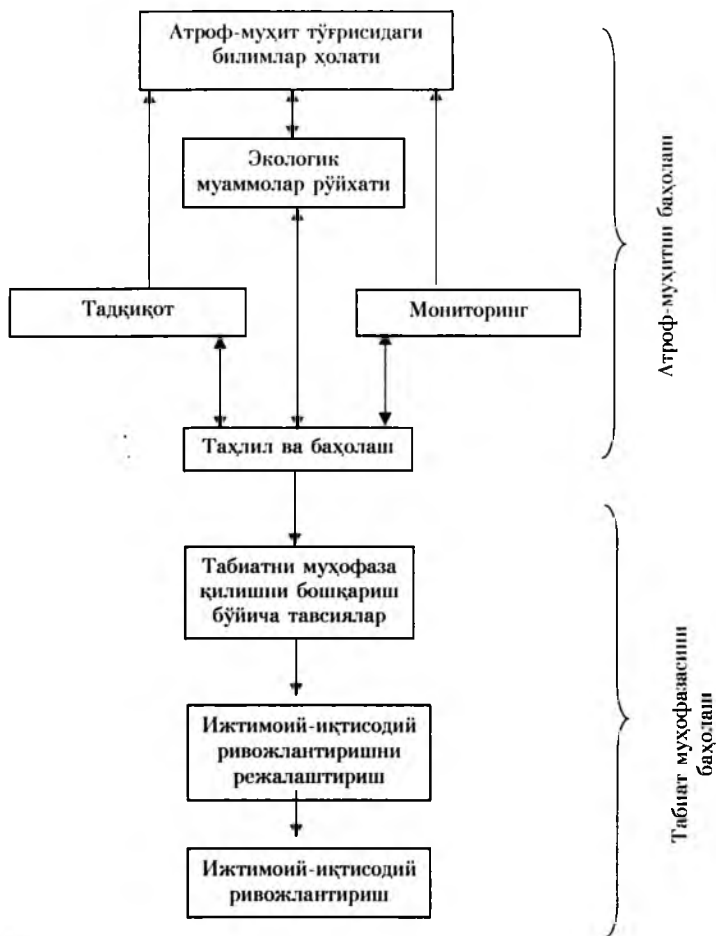 Атроф-муҳит тўғрисидаги
билимлар ҳолати
Экологик
муаммолар рўйхати
Тадқиқот
Мониторинг
Таҳлил ва баҳолаш
Атроф-муҳитни баҳолаш
Табиатни муҳофаза
қилишни бошқариш
бўйича тавсиялар
Ижтимоий-иқтисодий
ривожлантиришни
режалаштириш
Ижтимоий-иқтисодий
ривожлантириш
Табиат муҳофазасини
баҳолаш